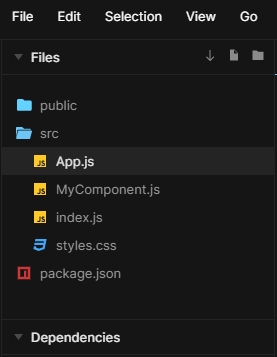 File Edit Selection View Go
Files
public
src
JS App.js
JS MyComponent.js
JS index.js
styles.css
package.json
Dependencies